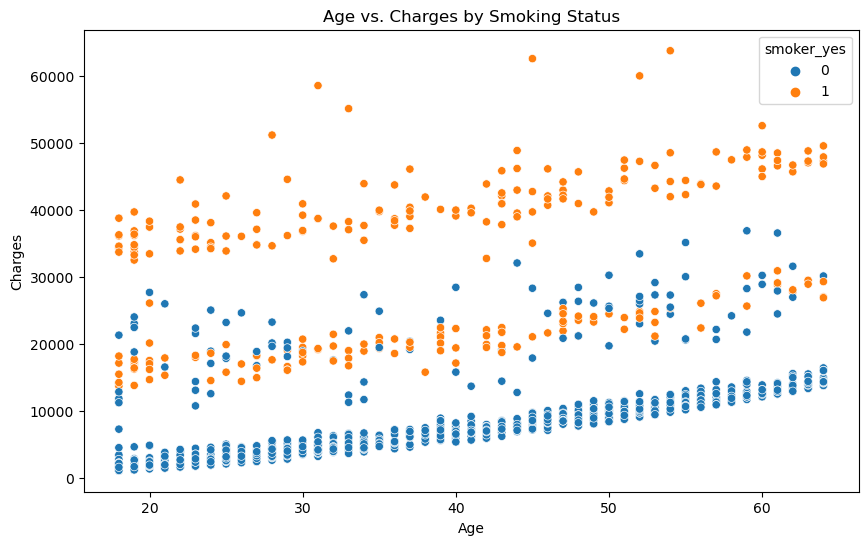 Age vs. Charges by Smoking Status
smoker_yes
0
1
60000
50000
40000
30000
20000
10000
0
Charges
20 30 40 50 60
Age